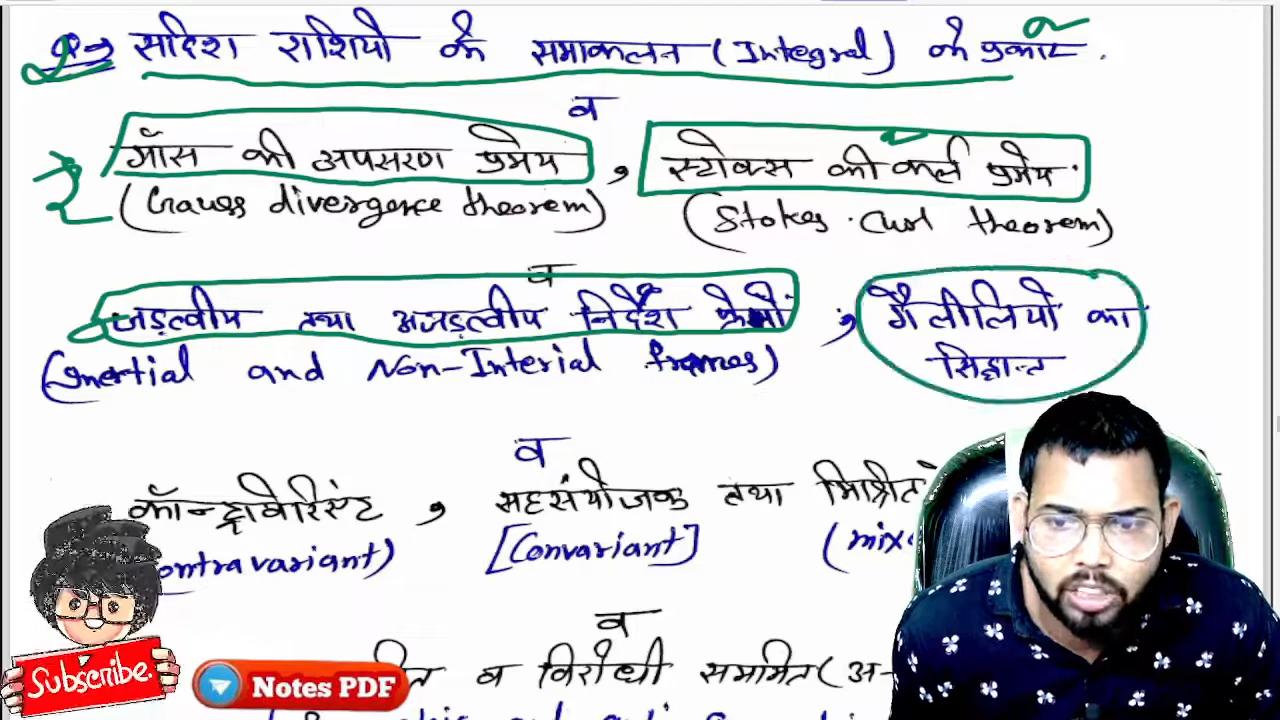 सदिश राशियों के समाकलन (Integral) के प्रकार .
व
गॉस की अपसरण प्रमेय , स्टोक्स की कर्ल प्रमेय .
(Gauss divergence theorem) (Stokes . Curl theorem)
व
जड़त्वीय तथा अजड़त्वीय निर्देश फ्रेमों ; गैलीलियो का
सिद्धान्त
(Inertial and Non-Interial frames)
व
कॉन्ट्रावेरिएंट , सहसंयोजक तथा
ontravariant) [Convariant] (mix
व
व विरोधी सममित (अ-
Subscribe.
Notes PDF